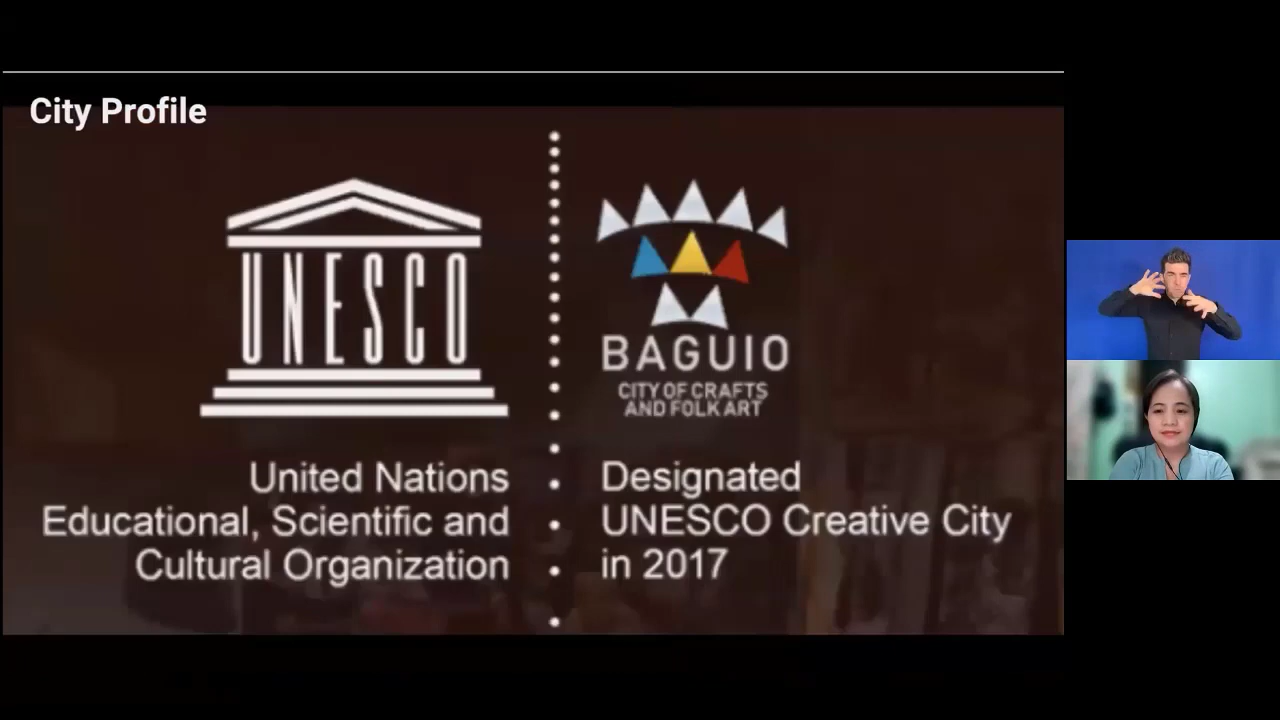 City Profile
UNESCO
United Nations
Educational, Scientific and
Cultural Organization
BAGUIO
CITY OF CRAFTS
AND FOLK ART
Designated
UNESCO Creative City
in 2017